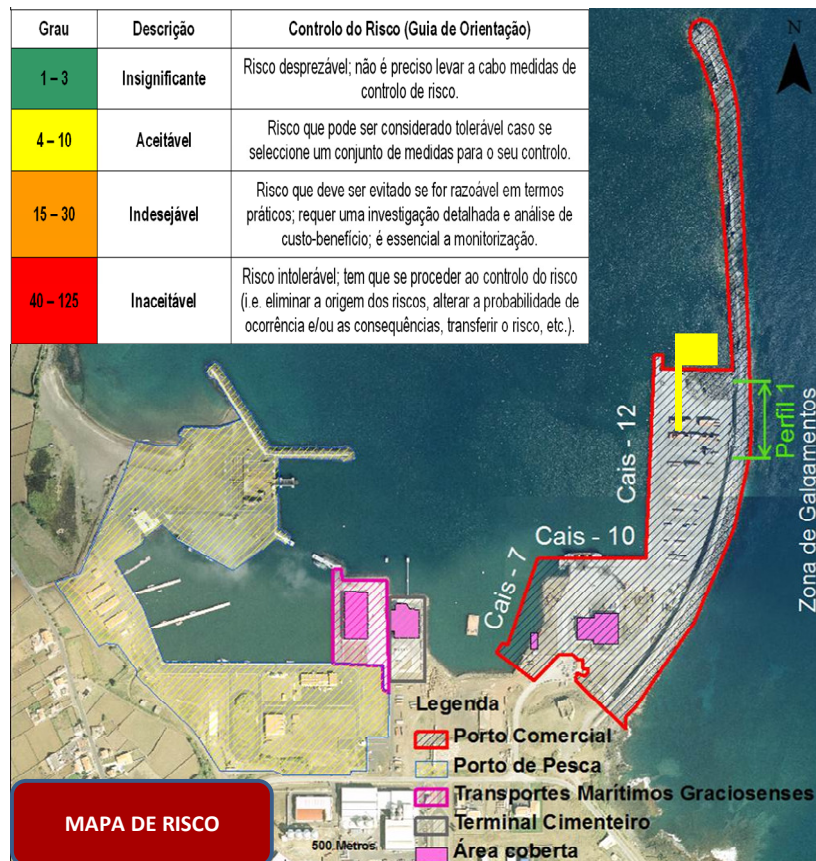 Grau Descrição Controlo do Risco (Guia de Orientação)
1 – 3 Insignificante Risco desprezável; não é preciso levar a cabo medidas de
controlo de risco.
4 – 10 Aceitável Risco que pode ser considerado tolerável caso se
seleccione um conjunto de medidas para o seu controlo.
15 – 30 Indesejável Risco que deve ser evitado se for razoável em termos
práticos; requer uma investigação detalhada e análise de
custo-benefício; é essencial a monitorização.
40 – 125 Inaceitável Risco intolerável; tem que se proceder ao controlo do risco
(i.e. eliminar a origem dos riscos, alterar a probabilidade de
ocorrência e/ou as consequências, transferir o risco, etc.).
N
Perfil 1
Zona de Galgamentos
Cais - 12
Cais - 10
Cais - 7
Legenda
Porto Comercial
Porto de Pesca
Transportes Marítimos Graciosenses
Terminal Cimenteiro
Área coberta
MAPA DE RISCO
500 Metros